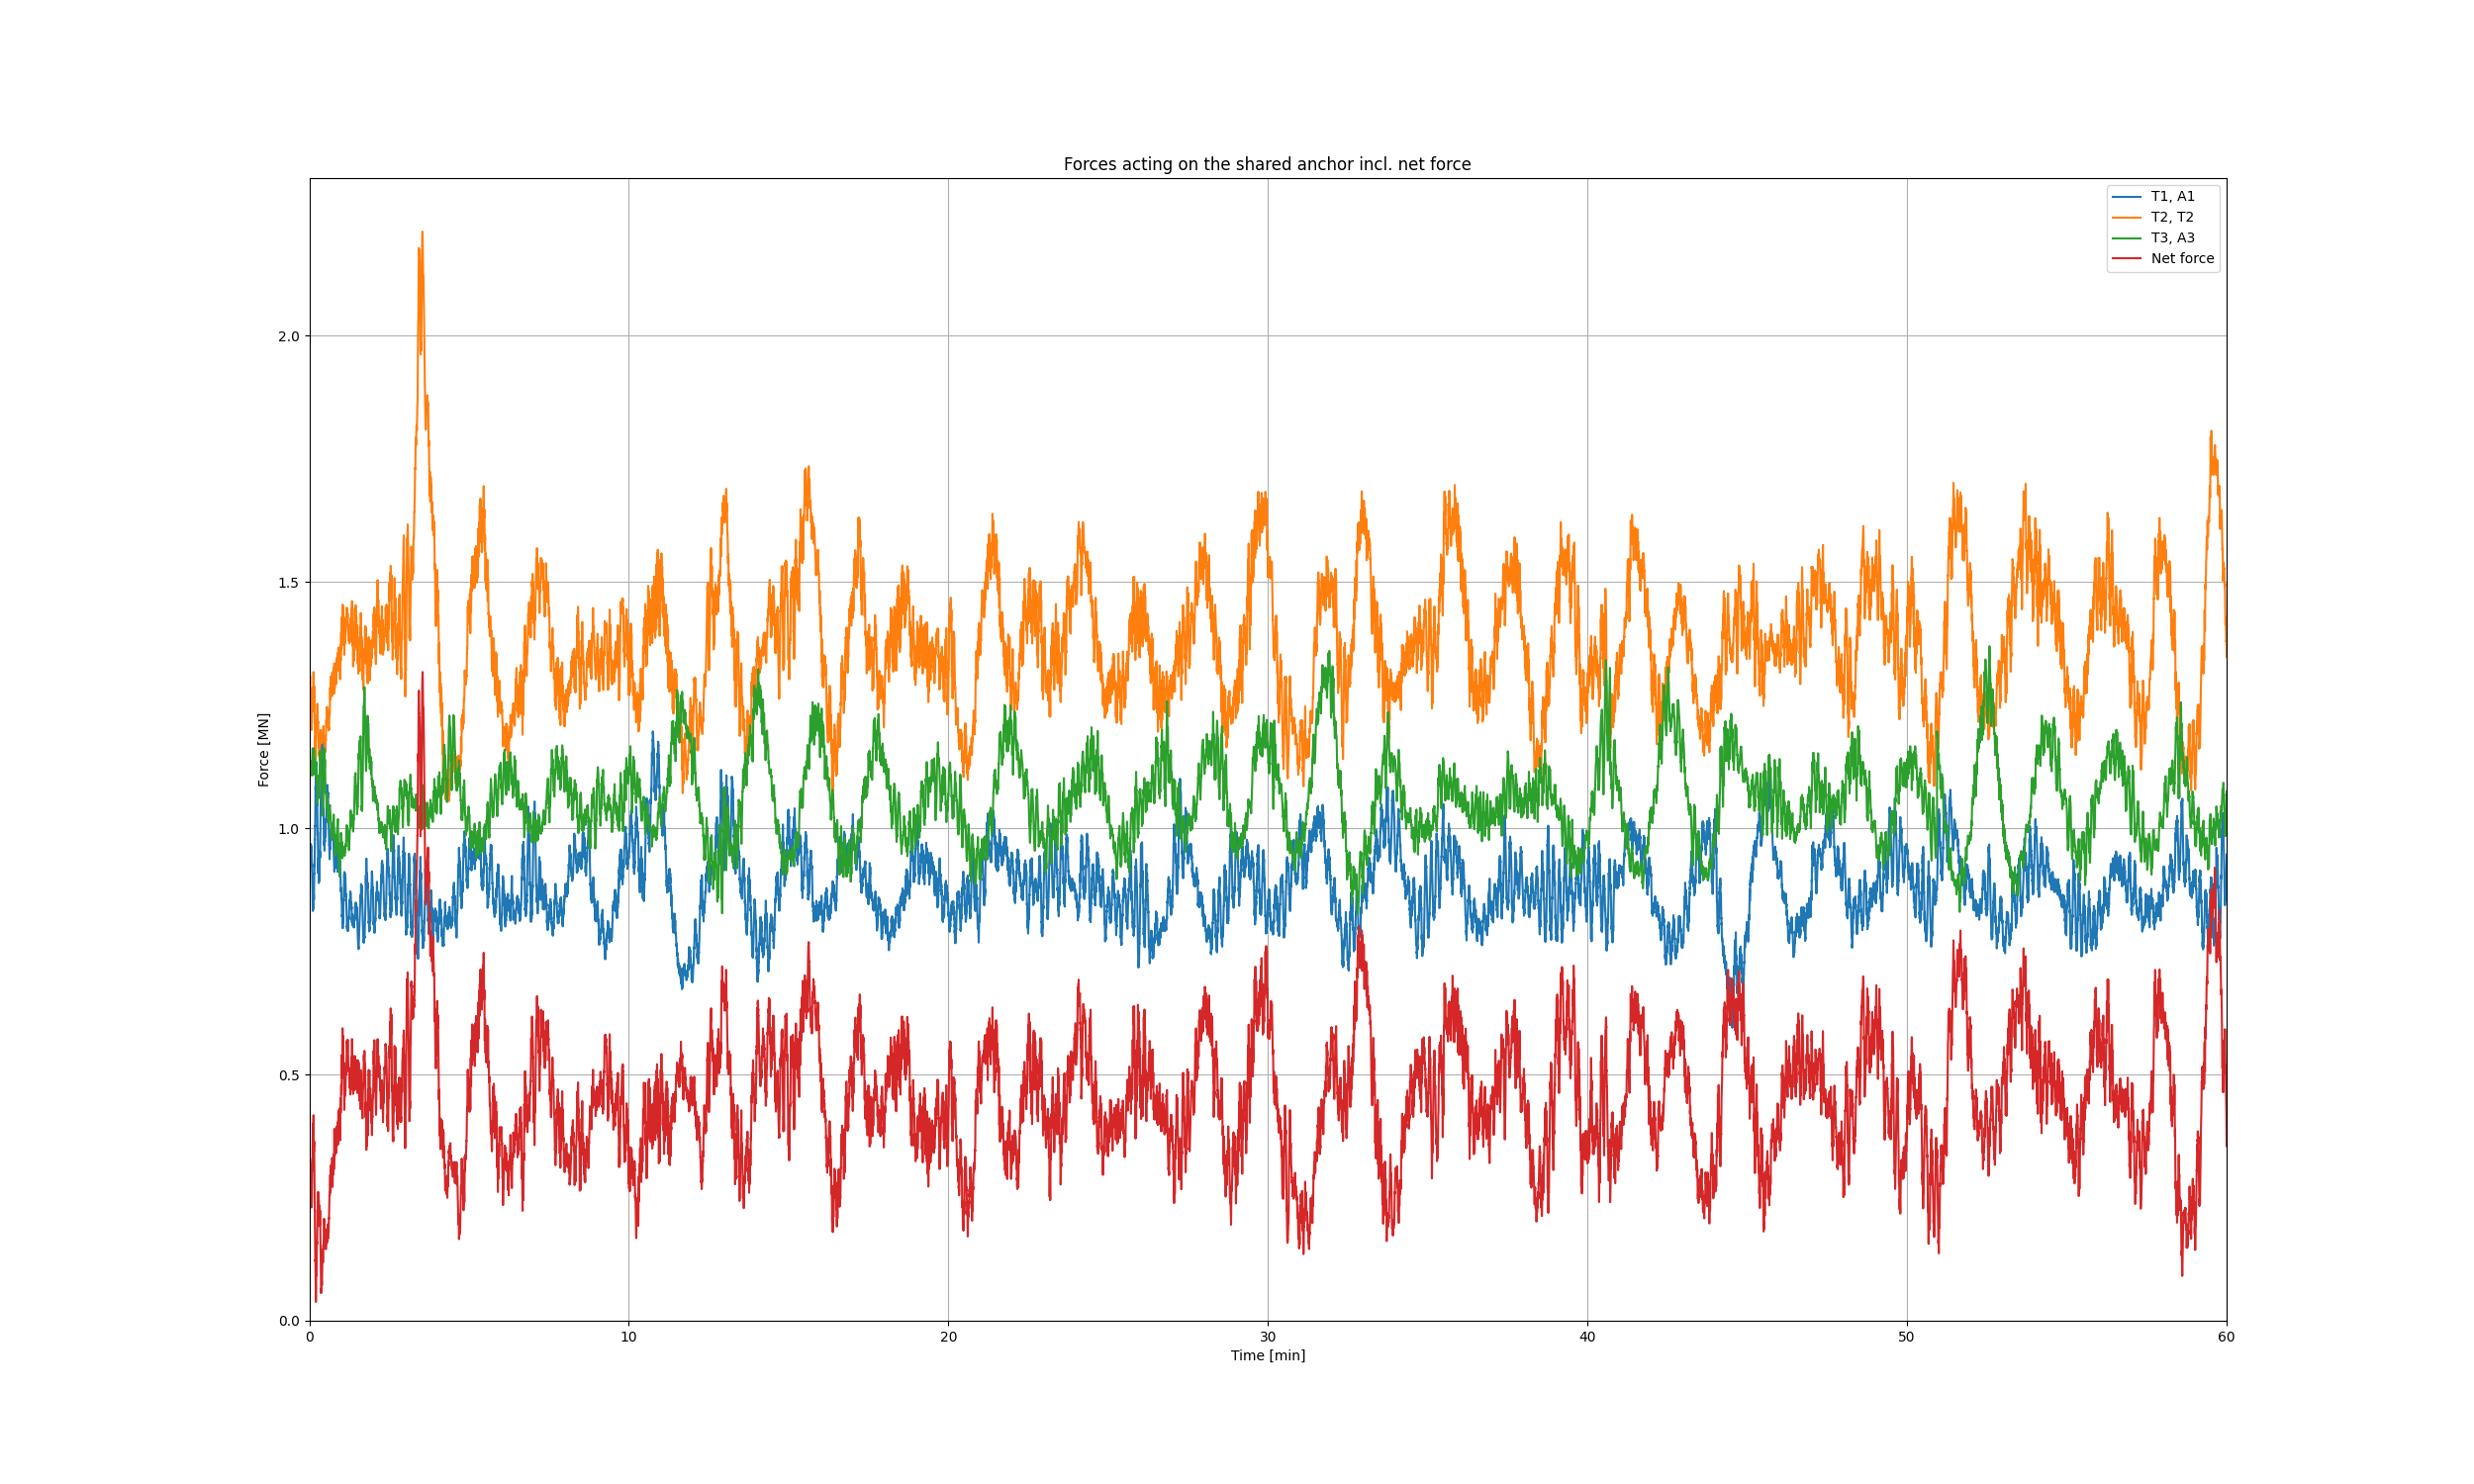 Forces acting on the shared anchor incl. net force
T1, A1
T2, T2
T3, A3
Net force
Force [MN]
2.0
1.5
1.0
0.5
0.0
0 10 20 30 40 50 60
Time [min]